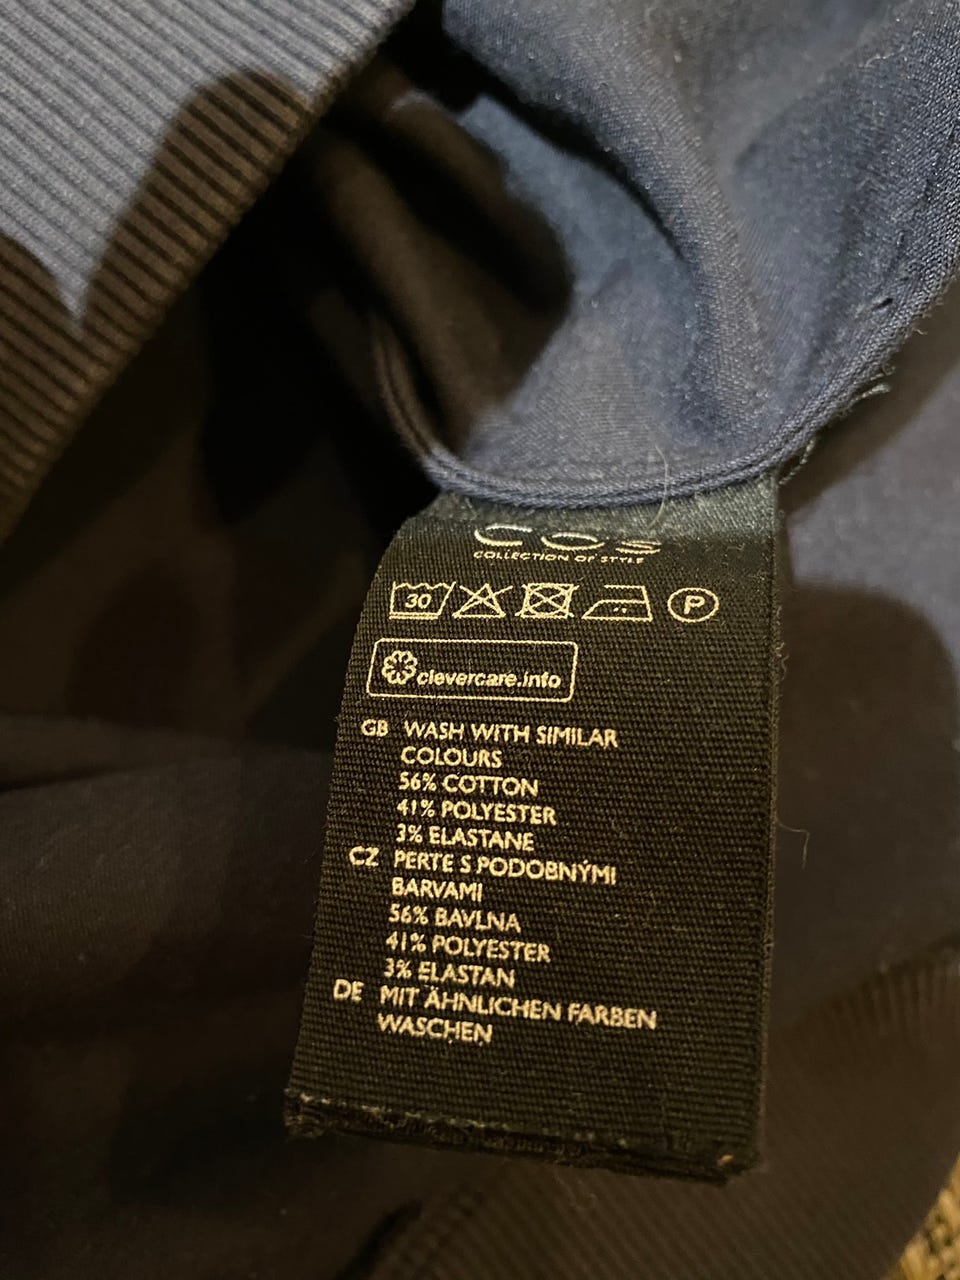 COS
COLLECTION OF STYLE
30 P
clevercare.info
GB WASH WITH SIMILAR
COLOURS
56% COTTON
41% POLYESTER
3% ELASTANE
CZ PERTE S PODOBNÝMI
BARVAMI
56% BAVLNA
41% POLYESTER
3% ELASTAN
DE MIT ÄHNLICHEN FARBEN
WASCHEN